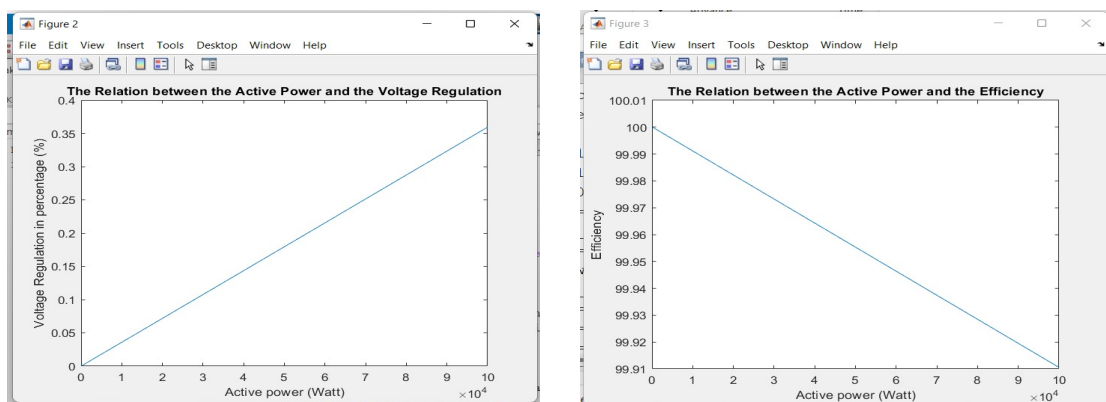 Figure 2
File Edit View Insert Tools Desktop Window Help
The Relation between the Active Power and the Voltage Regulation
0.4
0.35
0.3
0.25
0.2
0.15
0.1
0.05
0
Voltage Regulation in percentage (%)
0 1 2 3 4 5 6 7 8 9 10
Active power (Watt)
×10⁴
Figure 3
File Edit View Insert Tools Desktop Window Help
The Relation between the Active Power and the Efficiency
100.01
100
99.99
99.98
99.97
99.96
99.95
99.94
99.93
99.92
99.91
Efficiency
0 1 2 3 4 5 6 7 8 9 10
Active power (Watt)
×10⁴